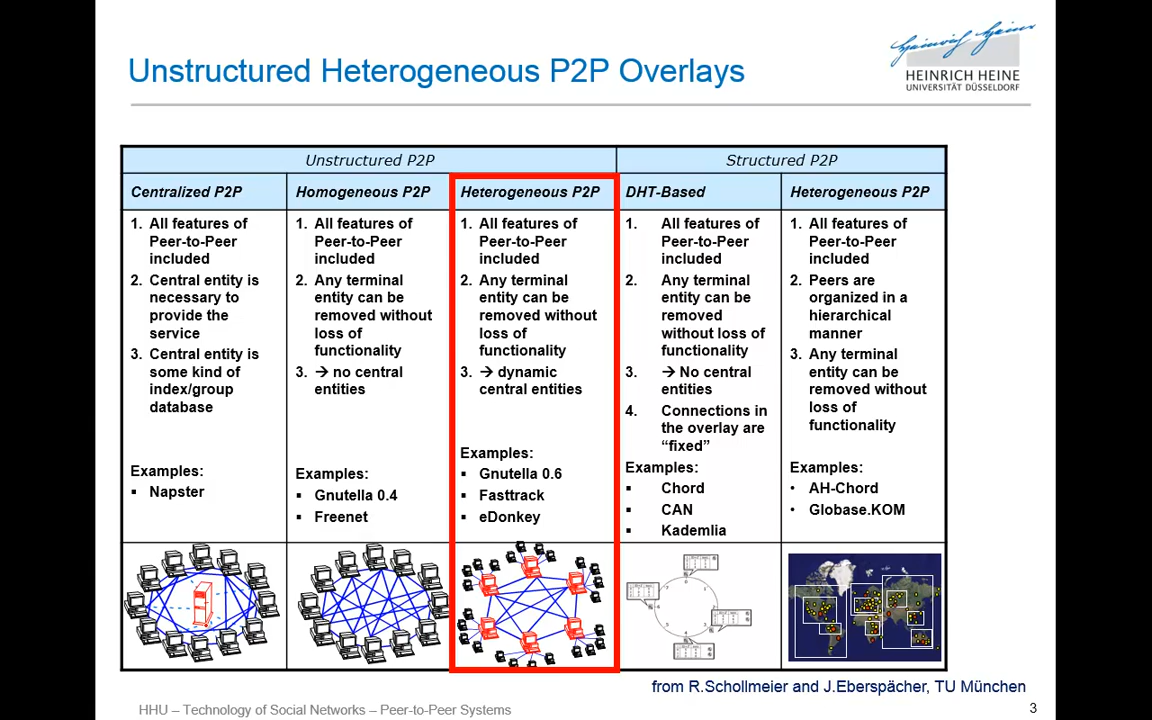 Unstructured Heterogeneous P2P Overlays
Heinrich Heine
HEINRICH HEINE
UNIVERSITÄT DÜSSELDORF
Unstructured P2P
Structured P2P
Centralized P2P
Homogeneous P2P
Heterogeneous P2P
DHT-Based
Heterogeneous P2P
1. All features of
Peer-to-Peer
included
2. Central entity is
necessary to
provide the
service
3. Central entity is
some kind of
index/group
database
Examples:
▪ Napster
1. All features of
Peer-to-Peer
included
2. Any terminal
entity can be
removed without
loss of
functionality
3. → no central
entities
Examples:
▪ Gnutella 0.4
▪ Freenet
1. All features of
Peer-to-Peer
included
2. Any terminal
entity can be
removed without
loss of
functionality
3. → dynamic
central entities
Examples:
▪ Gnutella 0.6
▪ Fasttrack
▪ eDonkey
1. All features of
Peer-to-Peer
included
2. Any terminal
entity can be
removed
without loss of
functionality
3. → No central
entities
4. Connections in
the overlay are
“fixed”
Examples:
▪ Chord
▪ CAN
▪ Kademlia
1. All features of
Peer-to-Peer
included
2. Peers are
organized in a
hierarchical
manner
3. Any terminal
entity can be
removed without
loss of
functionality
Examples:
• AH-Chord
• Globase.KOM
from R.Schollmeier and J.Eberspächer, TU München
HHU – Technology of Social Networks – Peer-to-Peer Systems
3